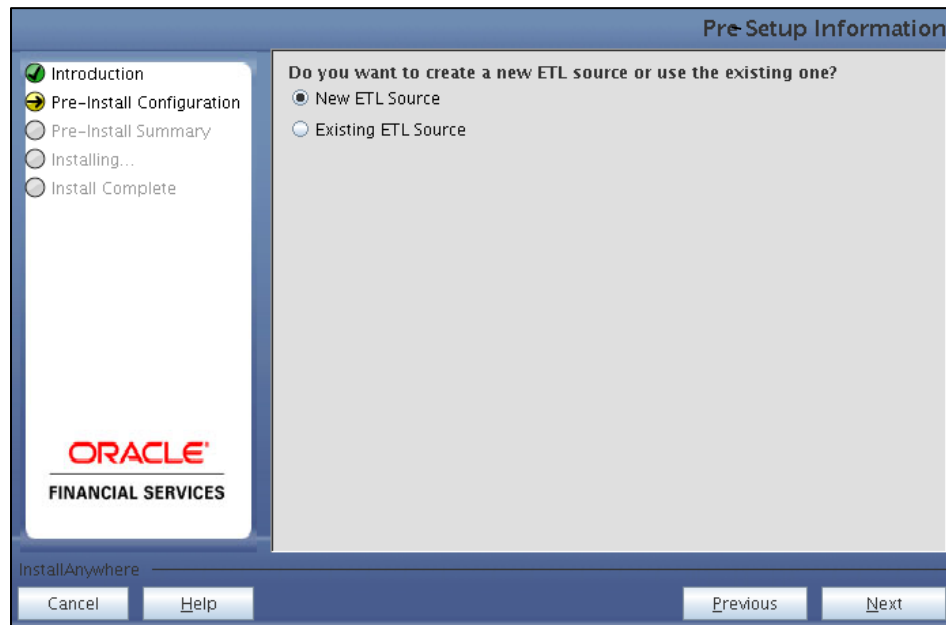 Pre-Setup Information
Introduction
Pre-Install Configuration
Pre-Install Summary
Installing...
Install Complete
Do you want to create a new ETL source or use the existing one?
New ETL Source
Existing ETL Source
ORACLE'
FINANCIAL SERVICES
InstallAnywhere
Cancel
Help
Previous
Next